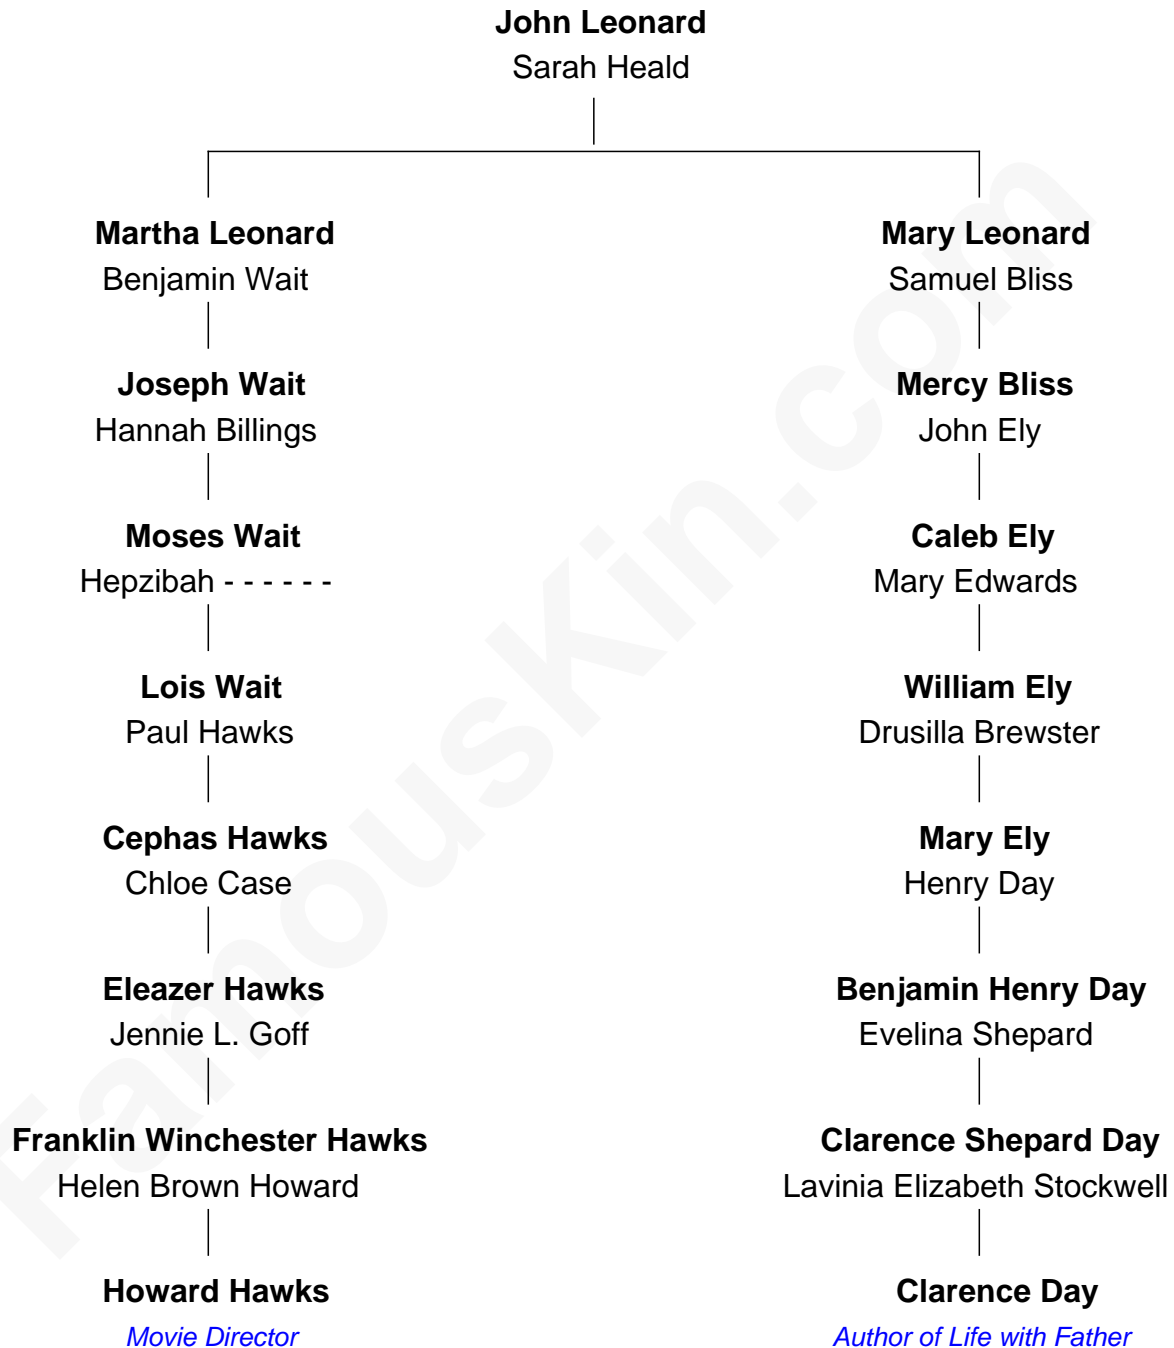 John Leonard
Sarah Heald
Martha Leonard
Benjamin Wait
Mary Leonard
Samuel Bliss
Joseph Wait
Hannah Billings
Mercy Bliss
John Ely
Moses Wait
Hepzibah - - - - - -
Caleb Ely
Mary Edwards
Lois Wait
Paul Hawks
William Ely
Drusilla Brewster
Cephas Hawks
Chloe Case
Mary Ely
Henry Day
Eleazer Hawks
Jennie L. Goff
Benjamin Henry Day
Evelina Shepard
Franklin Winchester Hawks
Helen Brown Howard
Clarence Shepard Day
Lavinia Elizabeth Stockwell
Howard Hawks
Movie Director
Clarence Day
Author of Life with Father
FamousKin.com